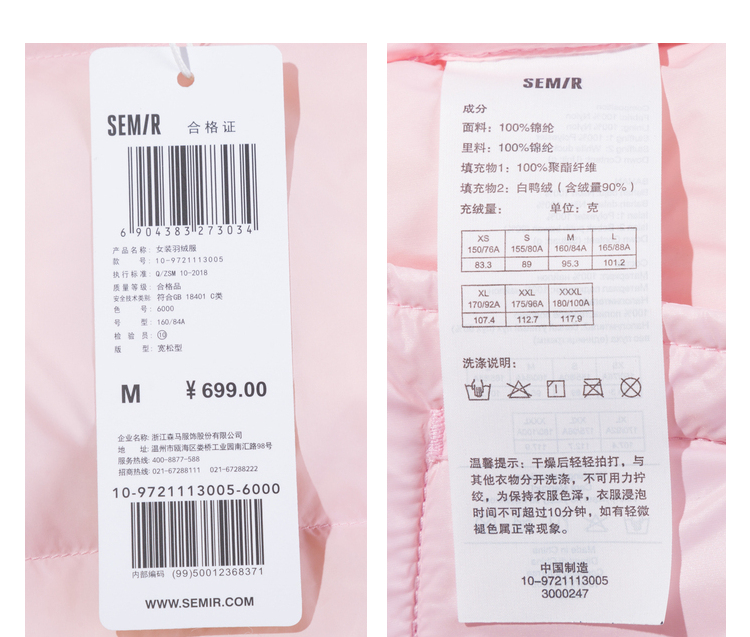 SEMIR 合格证
6 904383 273034
产品名称: 女装羽绒服
款 号: 10-9721113005
执行标准: Q/ZSM 10-2018
质量等级: 合格品
安全技术类别: 符合GB 18401 C类
色 号: 6000
号 型: 160/84A
检 验 员: 10
版 型: 宽松型
M ¥ 699.00
企业名称: 浙江森马服饰股份有限公司
地 址: 温州市瓯海区娄桥工业园南汇路98号
服务热线: 400-8877-588
招商热线: 021-67288111 021-67288222
10-9721113005-6000
内部编码 (99)50012368371
WWW.SEMIR.COM
SEMIR
成分
面料: 100%锦纶
里料: 100%锦纶
填充物1: 100%聚酯纤维
填充物2: 白鸭绒(含绒量90%)
充绒量: 单位: 克
XS S M L
150/76A 155/80A 160/84A 165/88A
83.3 89 95.3 101.2
XL XXL XXXL
170/92A 175/96A 180/100A
107.4 112.7 117.9
洗涤说明:
温馨提示: 干燥后轻轻拍打, 与
其他衣物分开洗涤, 不可用力拧
绞, 为保持衣服色泽, 衣服浸泡
时间不可超过10分钟, 如有轻微
褪色属正常现象。
中国制造
10-9721113005
3000247